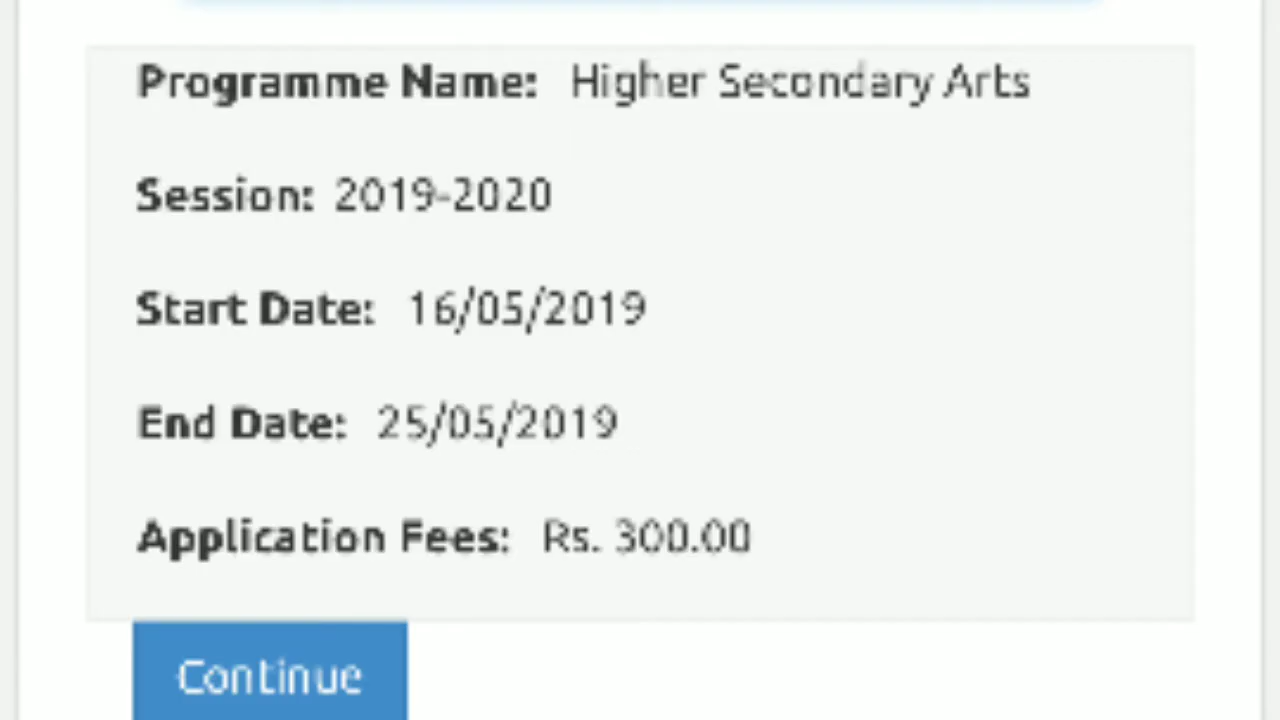 Programme Name: Higher Secondary Arts
Session: 2019-2020
Start Date: 16/05/2019
End Date: 25/05/2019
Application Fees: Rs. 300.00
Continue